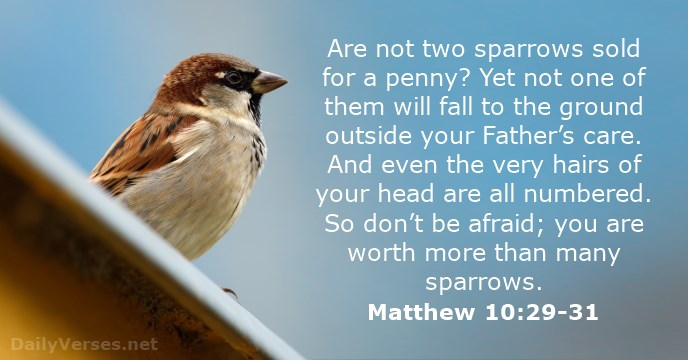 Are not two sparrows sold
for a penny? Yet not one of
them will fall to the ground
outside your Father’s care.
And even the very hairs of
your head are all numbered.
So don’t be afraid; you are
worth more than many
sparrows.
Matthew 10:29-31
DailyVerses.net